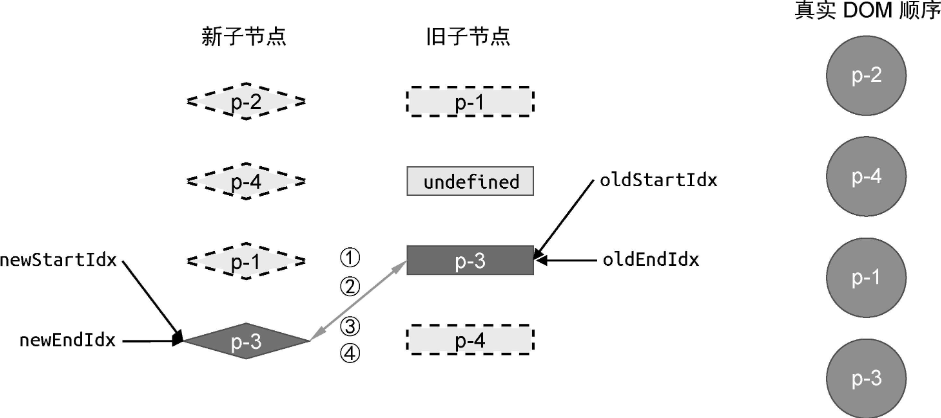 新子节点
旧子节点
真实 DOM 顺序
p-2
p-1
p-2
p-4
undefined
oldStartIdx
p-4
newStartIdx
p-1
①
②
p-3
oldEndIdx
p-1
newEndIdx
p-3
③
④
p-4
p-3